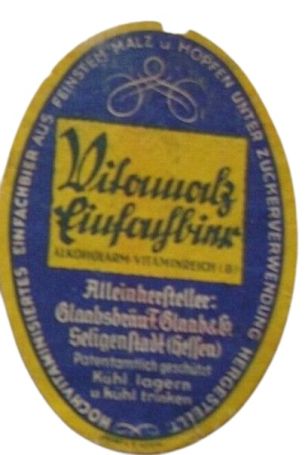 HOCHVITAMINISIERTES EINFACHBIER AUS FEINSTEM MALZ u HOPFEN UNTER ZUCKERVERWENDUNG HERGESTELLT
Vitamalz
Einfachbier
ALKOHOLARM-VITAMINREICH (B1)
Alleinhersteller:
Glaabsbräu F. Glaab & Co
Seligenstadt (Hessen)
Patentamtlich geschützt
Kühl lagern
u kühl trinken